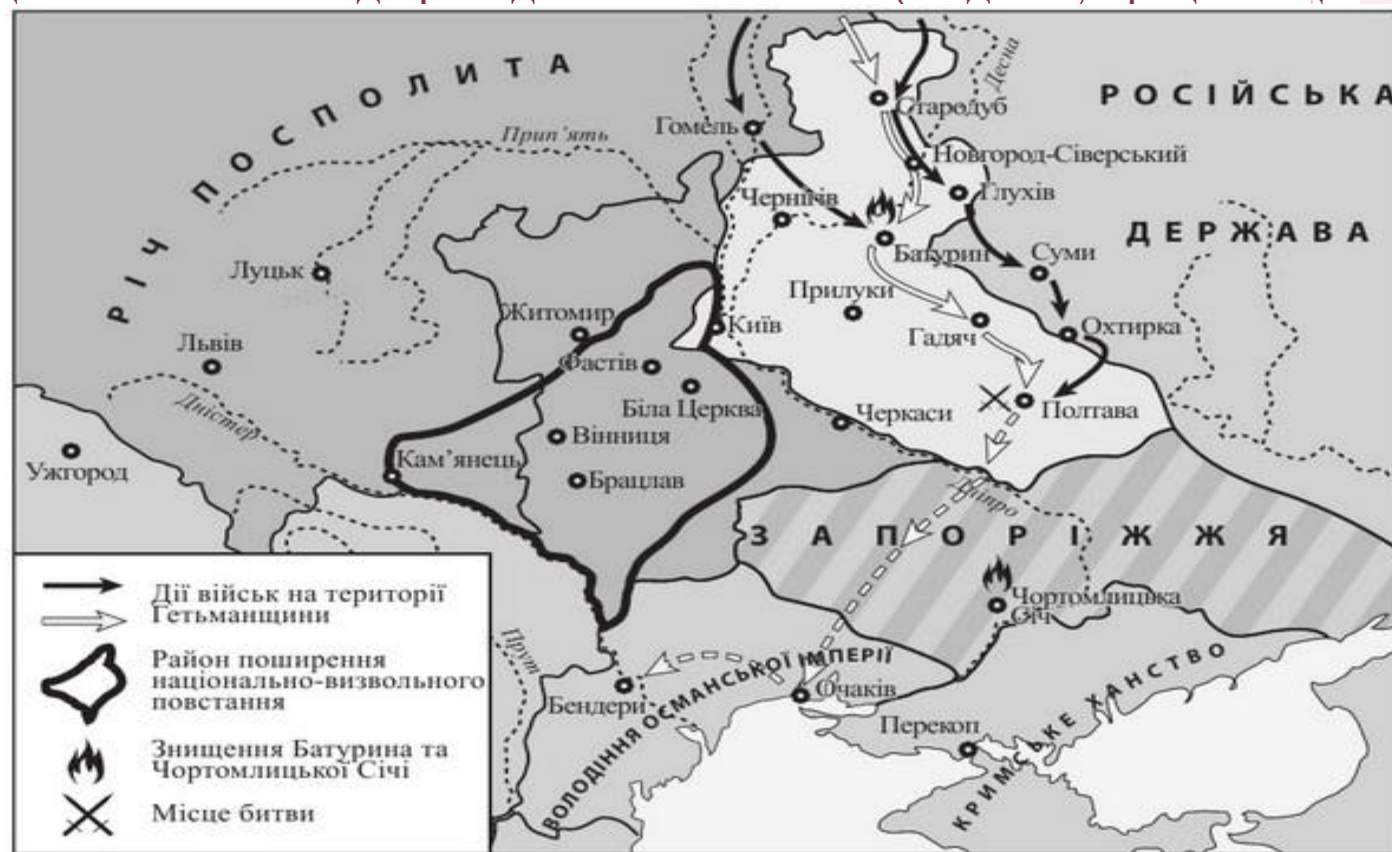 РІЧ ПОСПОЛИТА
РОСІЙСЬКА
ДЕРЖАВА
Десна
Стародуб
Гомель
Прип'ять
Новгород-Сіверський
Чернігів
Глухів
Батурин
Суми
Луцьк
Прилуки
Житомир
Київ
Гадяч
Охтирка
Львів
Фастів
Біла Церква
Полтава
Черкаси
Дністер
Вінниця
Кам'янець
Ужгород
Брацлав
Дніпро
ЗАПОРІЖЖЯ
Чортомлицька
Січ
Прут
ВОЛОДІННЯ ОСМАНСЬКОЇ ІМПЕРІЇ
Очаків
Бендери
Перекоп
КРИМСЬКЕ ХАНСТВО
Дії військ на території
Гетьманщини
Район поширення
національно-визвольного
повстання
Знищення Батурина та
Чортомлицької Січі
Місце битви